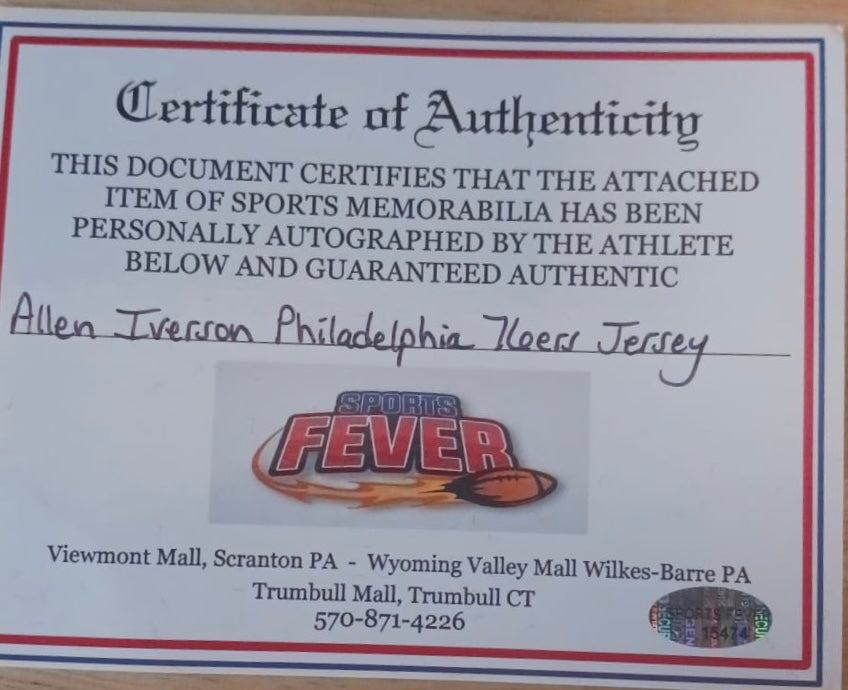 Certificate of Authenticity
THIS DOCUMENT CERTIFIES THAT THE ATTACHED
ITEM OF SPORTS MEMORABILIA HAS BEEN
PERSONALLY AUTOGRAPHED BY THE ATHLETE
BELOW AND GUARANTEED AUTHENTIC
Allen Iverson Philadelphia 76ers Jersey
SPORTS
FEVER
Viewmont Mall, Scranton PA - Wyoming Valley Mall Wilkes-Barre PA
Trumbull Mall, Trumbull CT
570-871-4226
SPORTS
15474